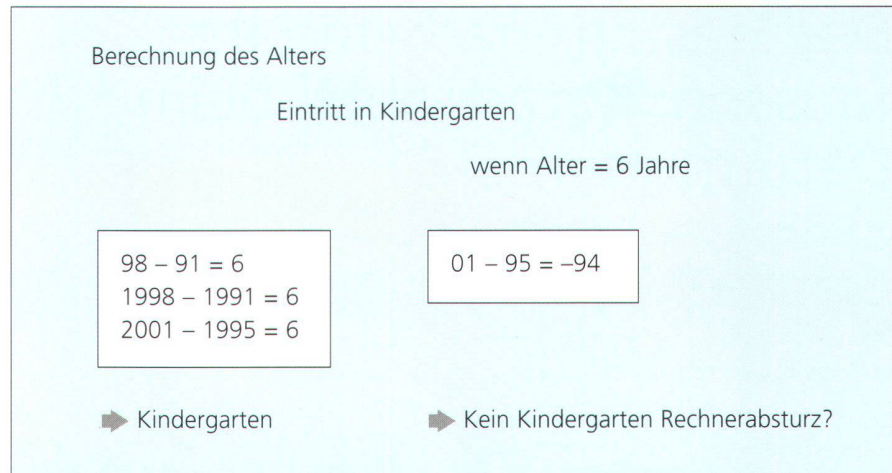 Berechnung des Alters
Eintritt in Kindergarten
wenn Alter = 6 Jahre
98 – 91 = 6
1998 – 1991 = 6
2001 – 1995 = 6
01 – 95 = –94
Kindergarten
Kein Kindergarten Rechnerabsturz?